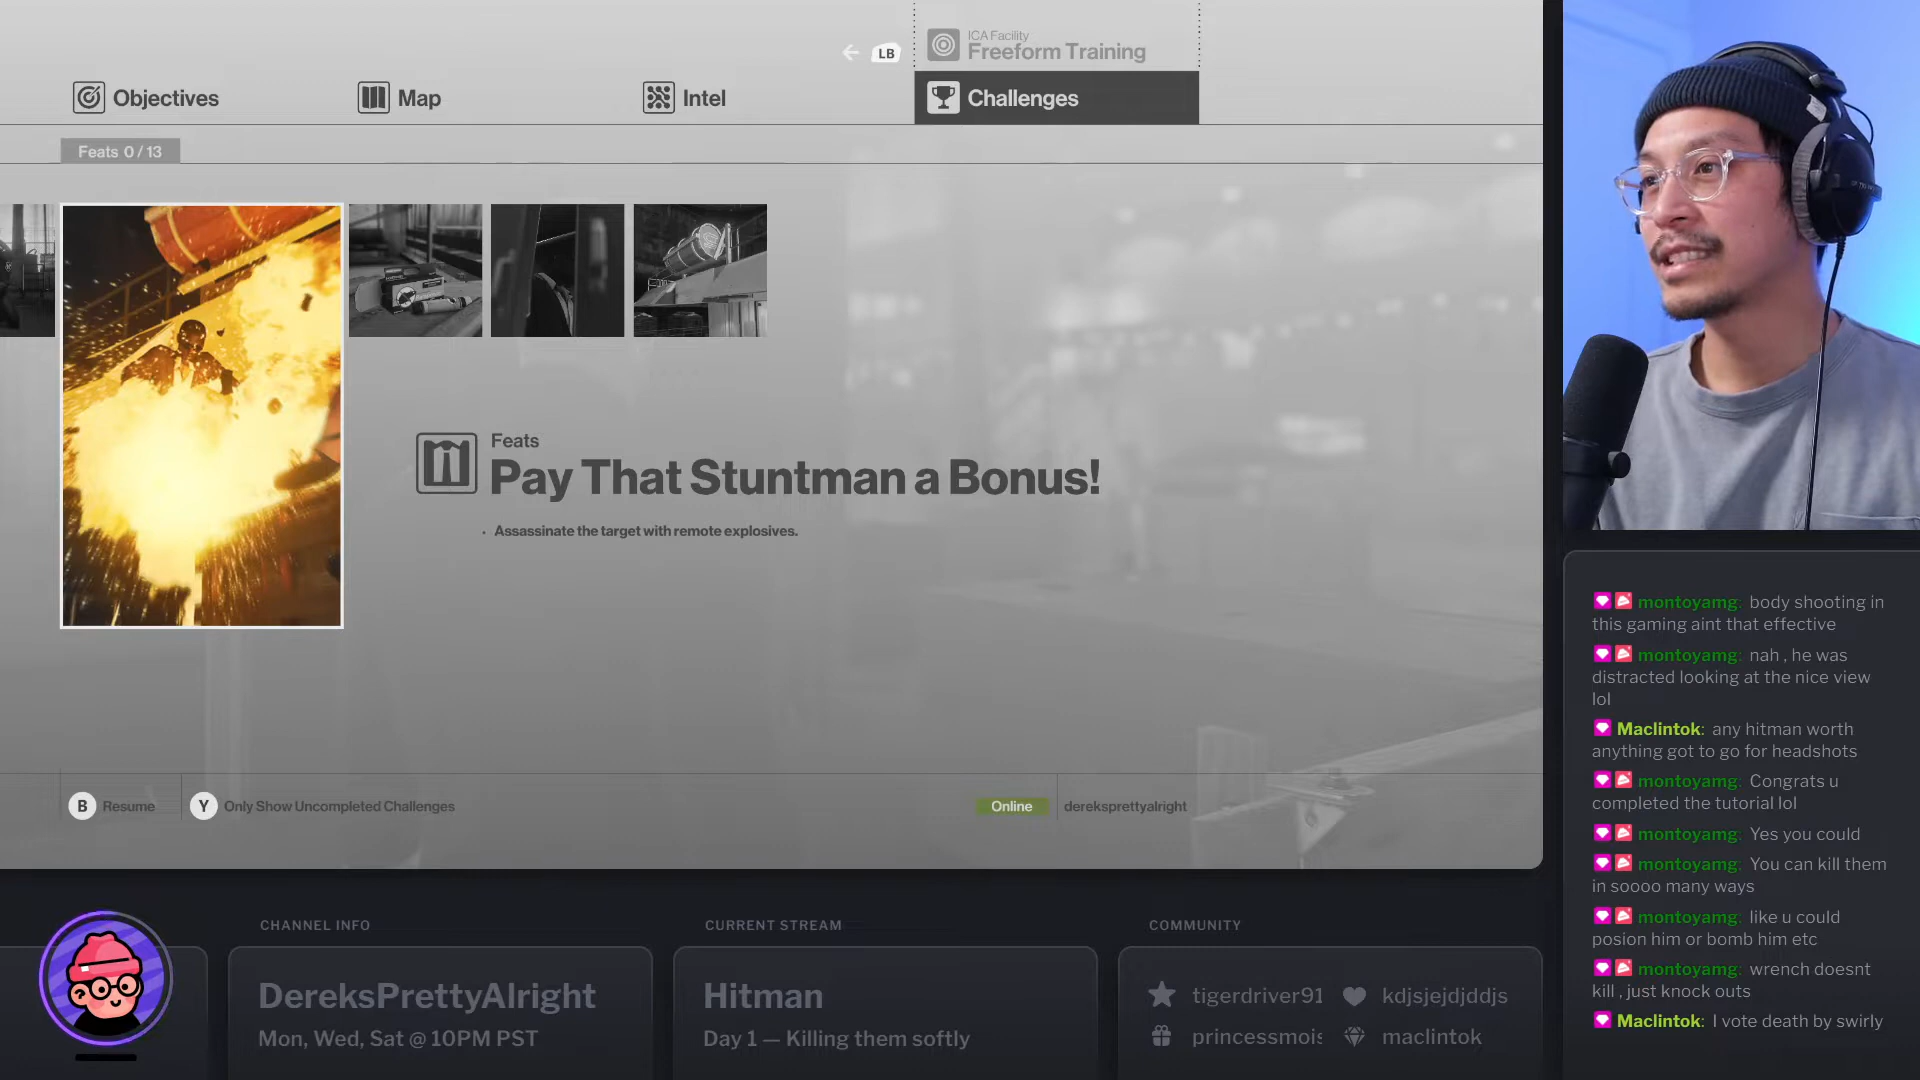 LB
ICA Facility
Freeform Training
Objectives
Map
Intel
Challenges
Feats 0 / 13
Feats
Pay That Stuntman a Bonus!
· Assassinate the target with remote explosives.
B Resume
Y Only Show Uncompleted Challenges
Online
dereksprettyalright
CHANNEL INFO
DereksPrettyAlright
Mon, Wed, Sat @ 10PM PST
CURRENT STREAM
Hitman
Day 1 — Killing them softly
COMMUNITY
tigerdriver91
kdjsjejdjddjs
princessmois
maclintok
montoyamg: body shooting in
this gaming aint that effective
montoyamg: nah , he was
distracted looking at the nice view
lol
Maclintok: any hitman worth
anything got to go for headshots
montoyamg: Congrats u
completed the tutorial lol
montoyamg: Yes you could
montoyamg: You can kill them
in soooo many ways
montoyamg: like u could
posion him or bomb him etc
montoyamg: wrench doesnt
kill , just knock outs
Maclintok: I vote death by swirly